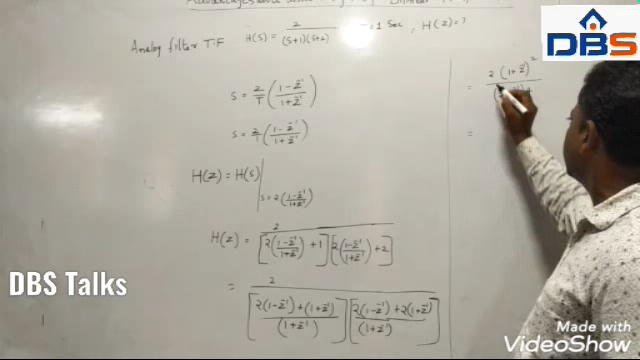 Analog filter T.F H(s) = 2 / (s+1)(s+2) T=1 Sec, H(z)=?
DBS
s = 2/T (1-z⁻¹ / 1+z⁻¹)
s = 2/1 (1-z⁻¹ / 1+z⁻¹)
H(z) = H(s) | s=2(1-z⁻¹ / 1+z⁻¹)
H(z) = 2 / [2(1-z⁻¹ / 1+z⁻¹)+1] [2(1-z⁻¹ / 1+z⁻¹)+2]
= 2 / [2(1-z⁻¹)+(1+z⁻¹) / (1+z⁻¹)] [2(1-z⁻¹)+2(1+z⁻¹) / (1+z⁻¹)]
= 2(1+z⁻¹)² /
=
DBS Talks
Made with
VideoShow